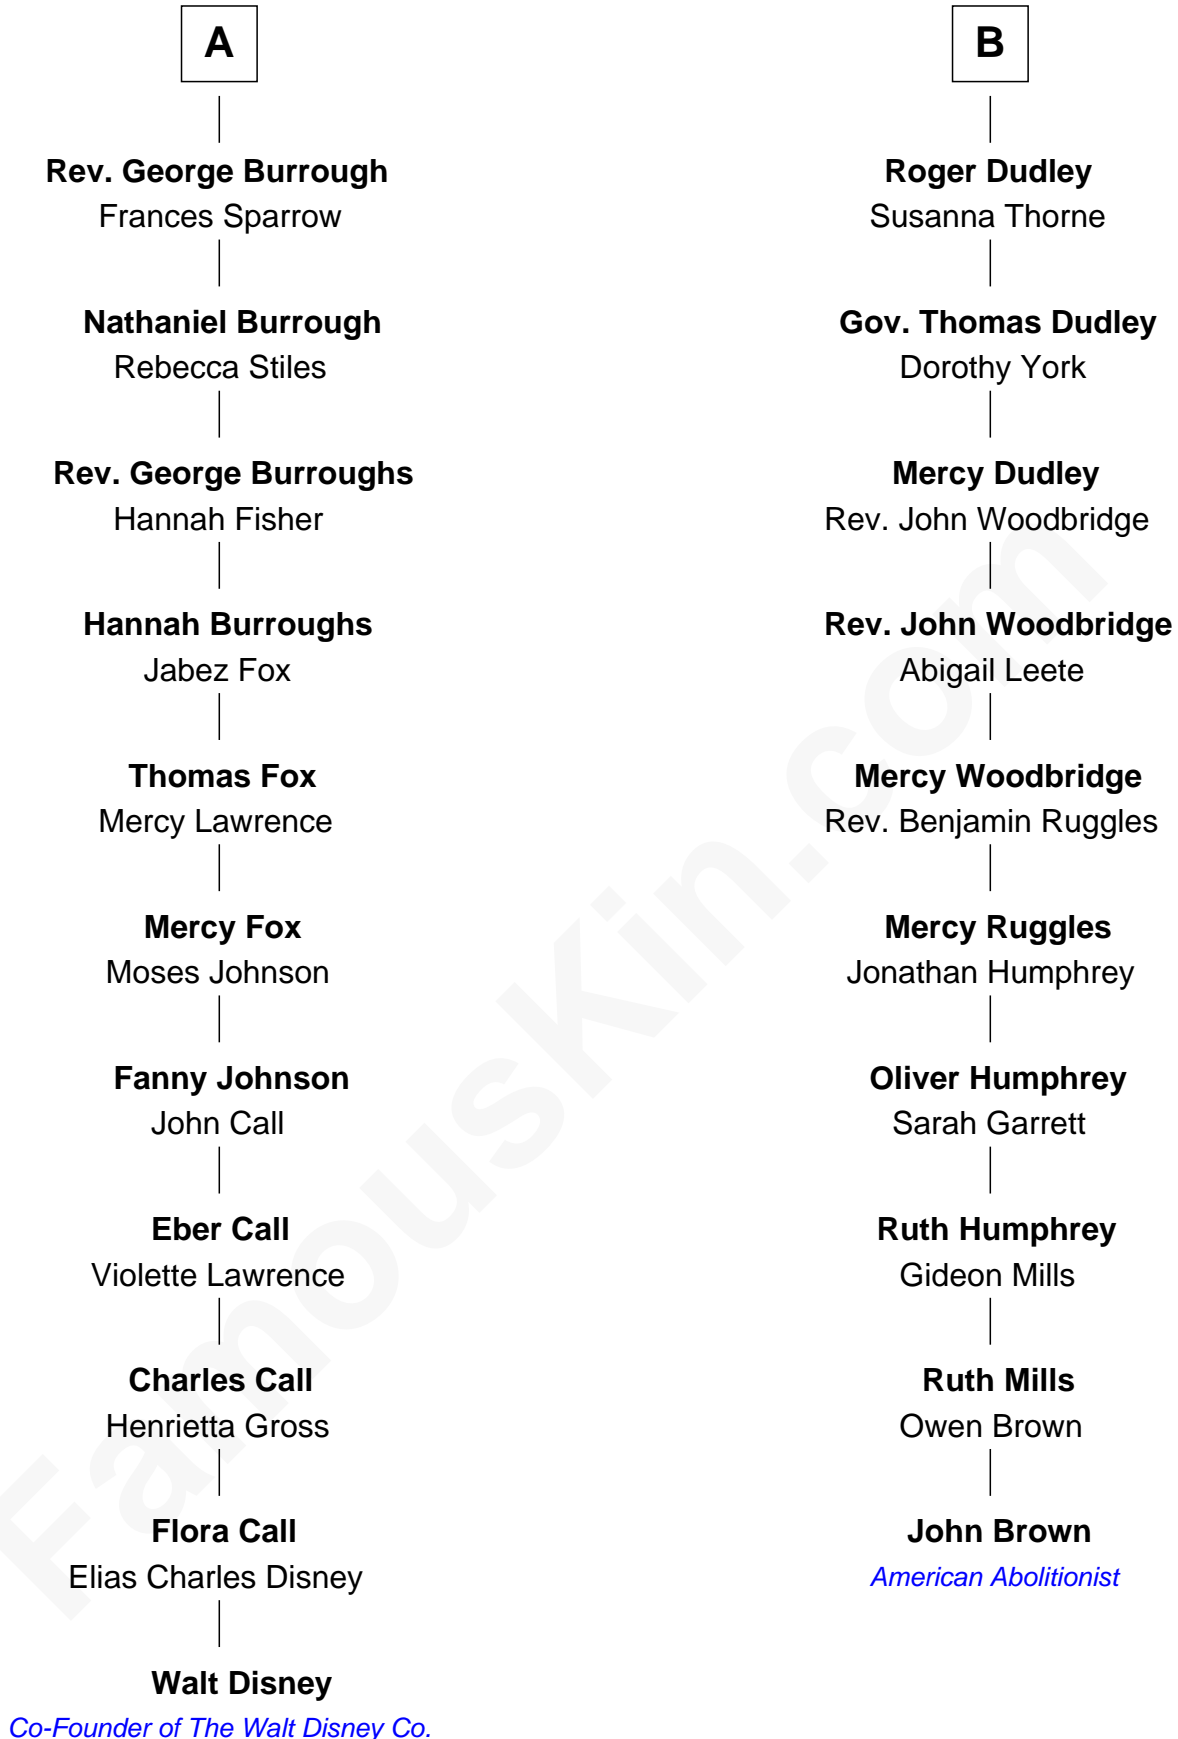 A
Rev. George Burrough
Frances Sparrow
Nathaniel Burrough
Rebecca Stiles
Rev. George Burroughs
Hannah Fisher
Hannah Burroughs
Jabez Fox
Thomas Fox
Mercy Lawrence
Mercy Fox
Moses Johnson
Fanny Johnson
John Call
Eber Call
Violette Lawrence
Charles Call
Henrietta Gross
Flora Call
Elias Charles Disney
Walt Disney
Co-Founder of The Walt Disney Co.
B
Roger Dudley
Susanna Thorne
Gov. Thomas Dudley
Dorothy York
Mercy Dudley
Rev. John Woodbridge
Rev. John Woodbridge
Abigail Leete
Mercy Woodbridge
Rev. Benjamin Ruggles
Mercy Ruggles
Jonathan Humphrey
Oliver Humphrey
Sarah Garrett
Ruth Humphrey
Gideon Mills
Ruth Mills
Owen Brown
John Brown
American Abolitionist
FamousKin.com